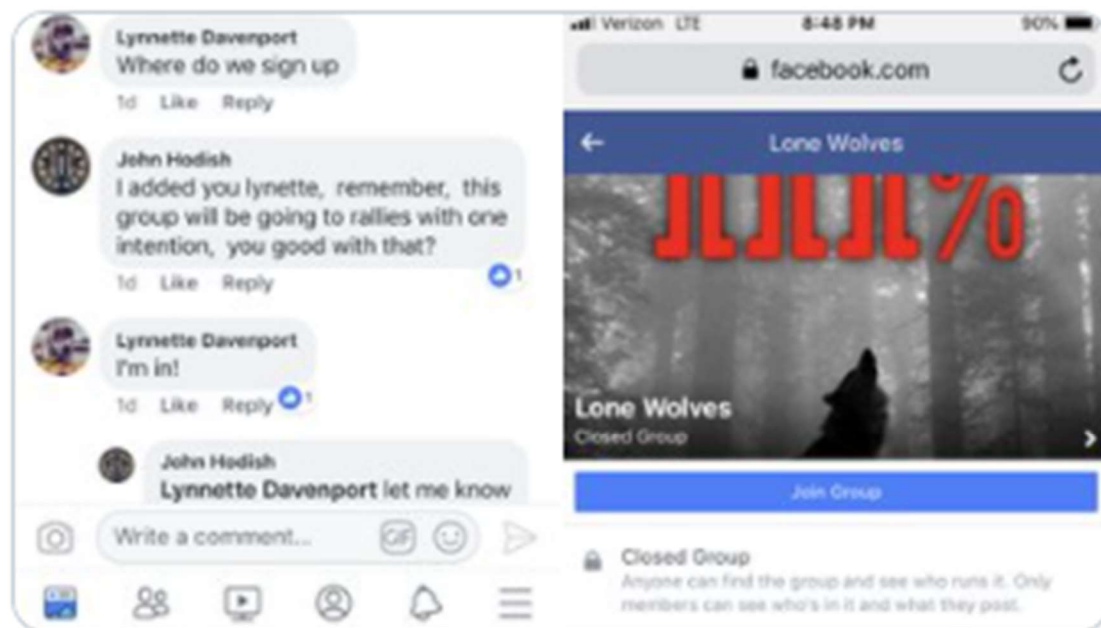 Lynnette Davenport
Where do we sign up
1d Like Reply
John Hodish
I added you lynette, remember, this
group will be going to rallies with one
intention, you good with that?
1d Like Reply
1
Lynnette Davenport
I'm in!
1d Like Reply
1
John Hodish
Lynnette Davenport let me know
Write a comment...
GIF
Verizon LTE
8:48 PM
90%
facebook.com
Lone Wolves
%
Lone Wolves
Closed Group
Join Group
Closed Group
Anyone can find the group and see who runs it. Only
members can see who's in it and what they post.